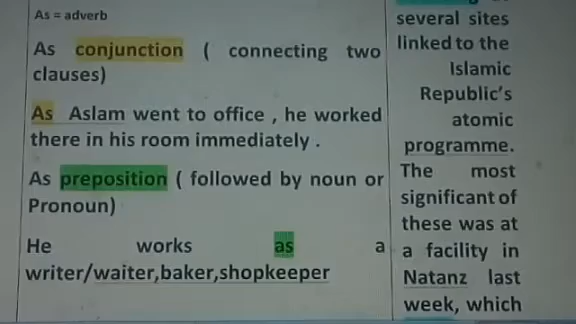 As = adverb
As conjunction ( connecting two
clauses)
As Aslam went to office , he worked
there in his room immediately .
As preposition ( followed by noun or
Pronoun)
He works as a
writer/waiter,baker,shopkeeper
several sites
linked to the
Islamic
Republic's
atomic
programme.
The most
significant of
these was at
a facility in
Natanz last
week, which